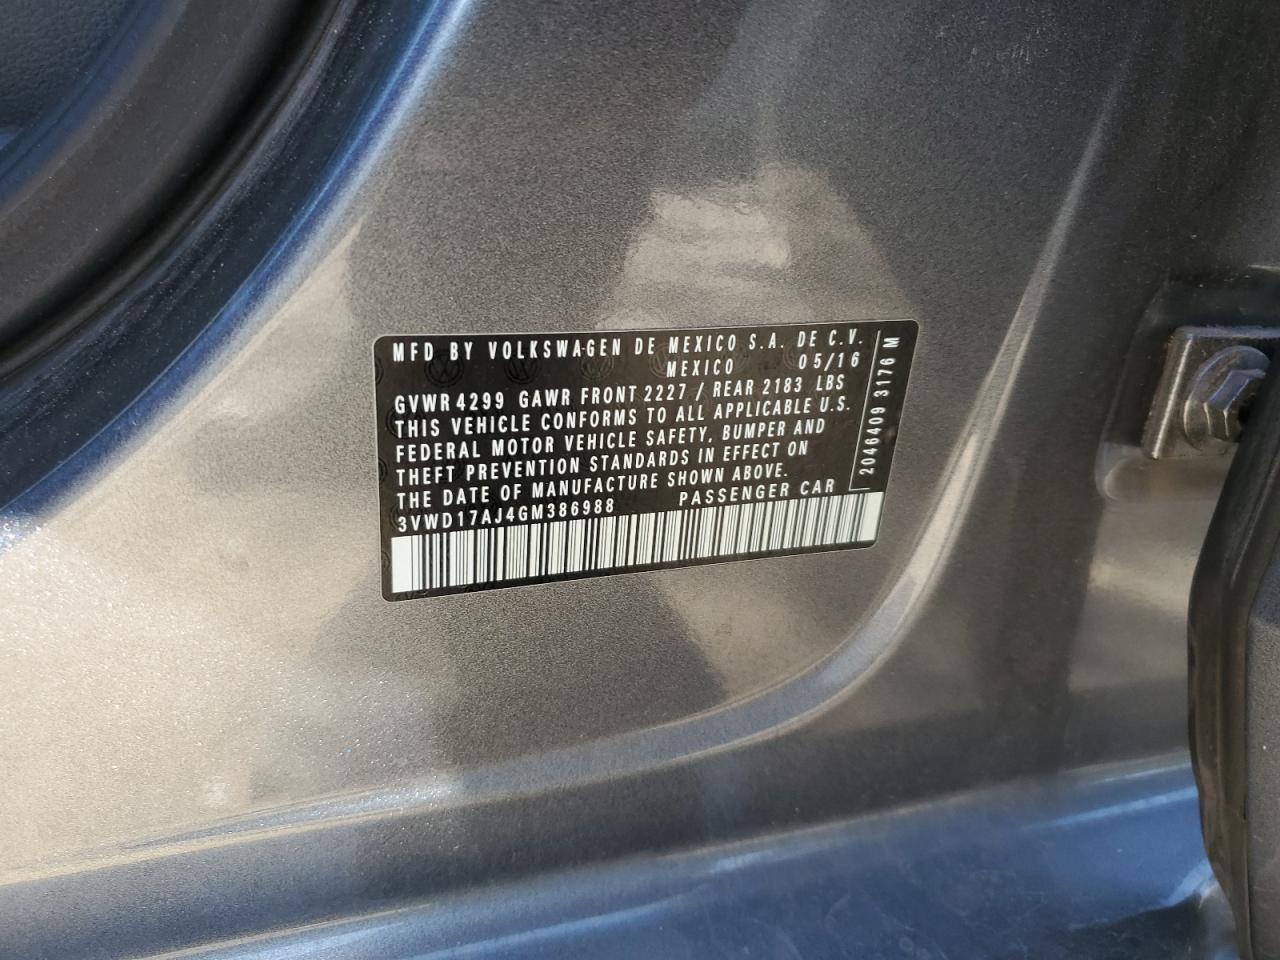 MFD BY VOLKSWAGEN DE MEXICO S.A. DE C.V.
MEXICO 05/16
GVWR 4299 GAWR FRONT 2227 / REAR 2183 LBS
THIS VEHICLE CONFORMS TO ALL APPLICABLE U.S.
FEDERAL MOTOR VEHICLE SAFETY, BUMPER AND
THEFT PREVENTION STANDARDS IN EFFECT ON
THE DATE OF MANUFACTURE SHOWN ABOVE.
3VWD17AJ4GM386988 PASSENGER CAR
2046409 3176 M